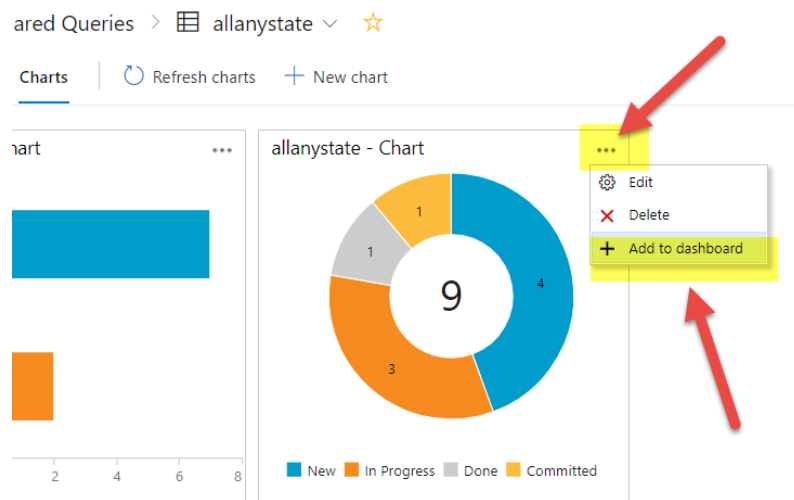 ared Queries > allanystate
Charts Refresh charts New chart
hart ...
allanystate - Chart ...
Edit
Delete
Add to dashboard
1
1
4
9
3
New In Progress Done Committed
2 4 6 8